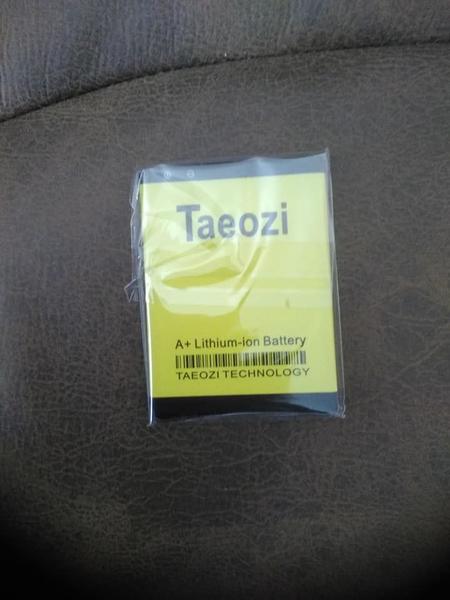 Taeozi
A+ Lithium-ion Battery
TAEOZI TECHNOLOGY